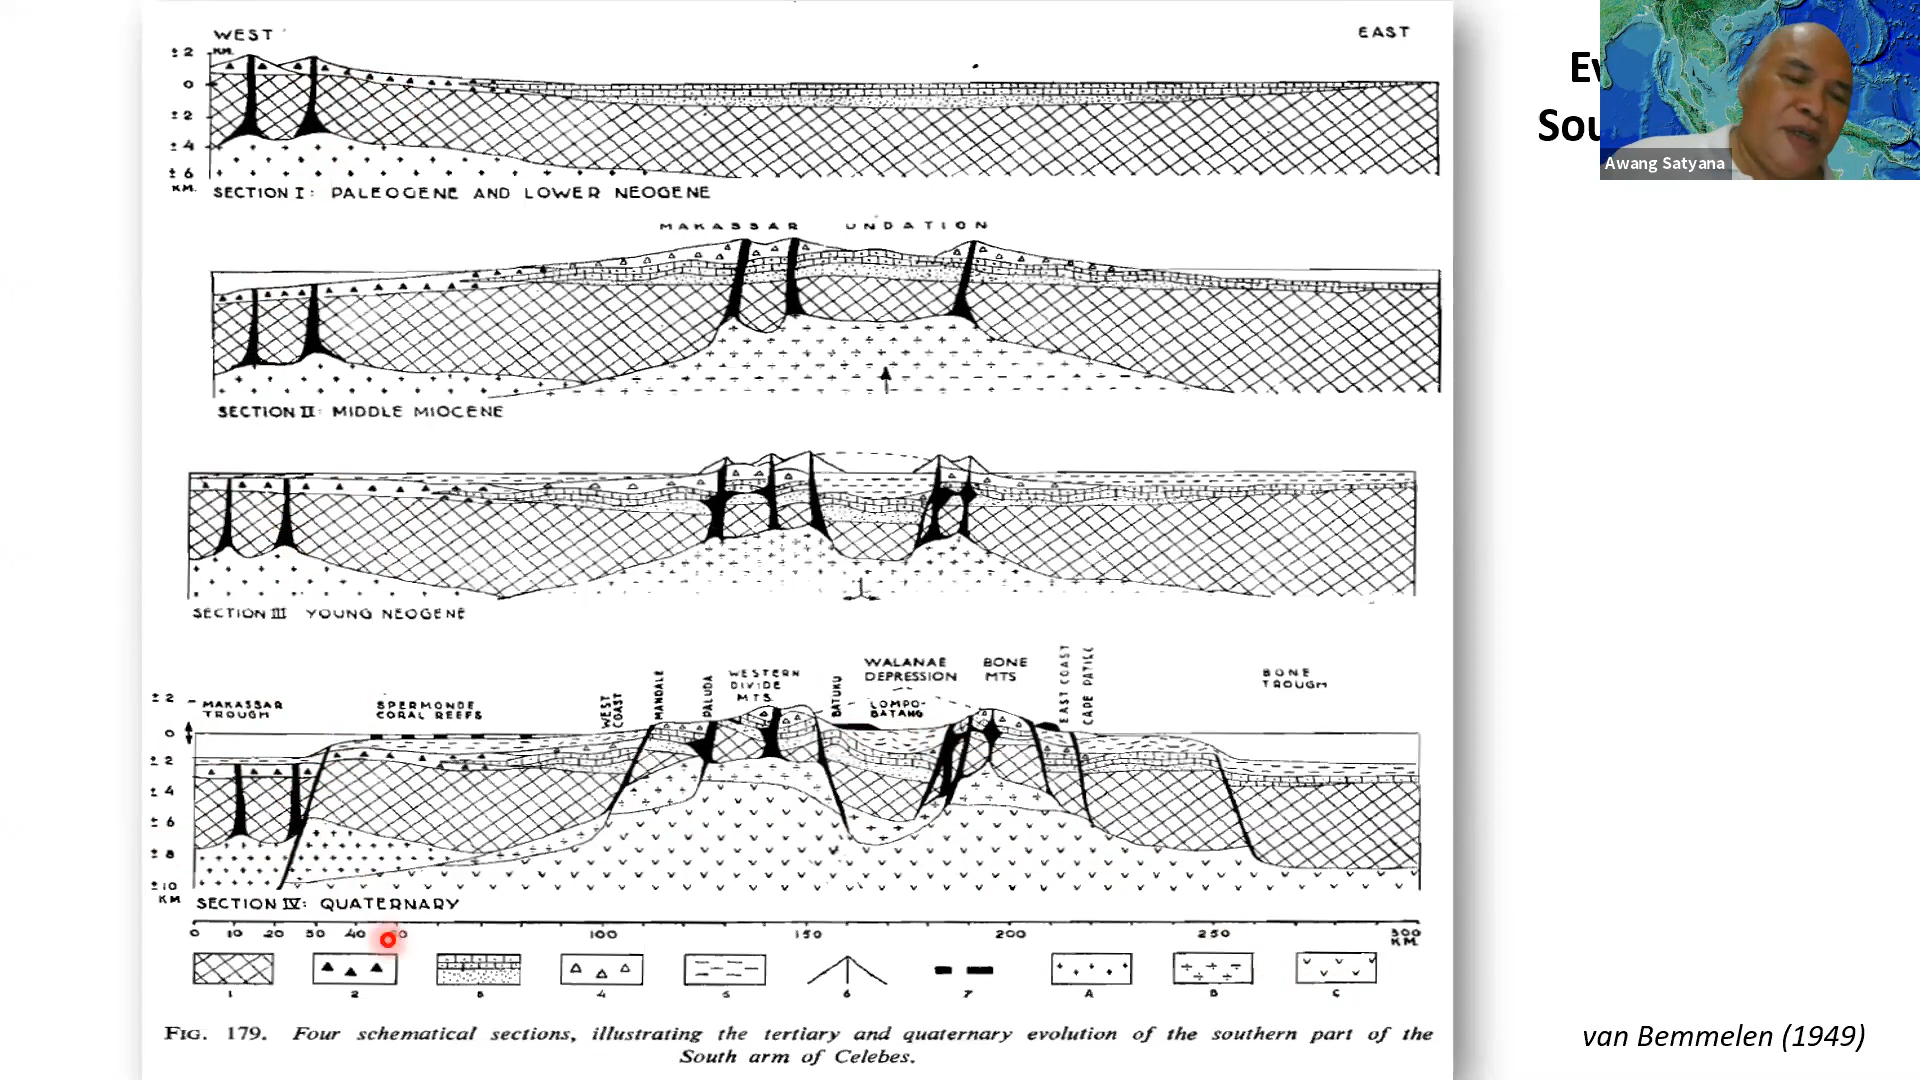 WEST
EAST
± 2 KM.
0
± 2
± 4
± 6
KM.
SECTION I: PALEOGENE AND LOWER NEOGENE
MAKASSAR UNDATION
SECTION II: MIDDLE MIOCENE
SECTION III YOUNG NEOGENE
MAKASSAR
TROUGH
SPERMONDE
CORAL REEFS
WEST
COAST
MANDALE
PALUDA
WESTERN
DIVIDE
MTS.
BATUKU
WALANAE
DEPRESSION
LOMPO-
BATANG
BONE
MTS
EAST COAST
CAPE PATIEE
BONE
TROUGH
± 2
0
± 2
± 4
± 6
± 8
± 10
KM
SECTION IV: QUATERNARY
0 10 20 30 40 100 150 200 250 300
KM.
1 2 3 4 5 6 7 A B C
FIG. 179. Four schematical sections, illustrating the tertiary and quaternary evolution of the southern part of the
South arm of Celebes.
Awang Satyana
van Bemmelen (1949)